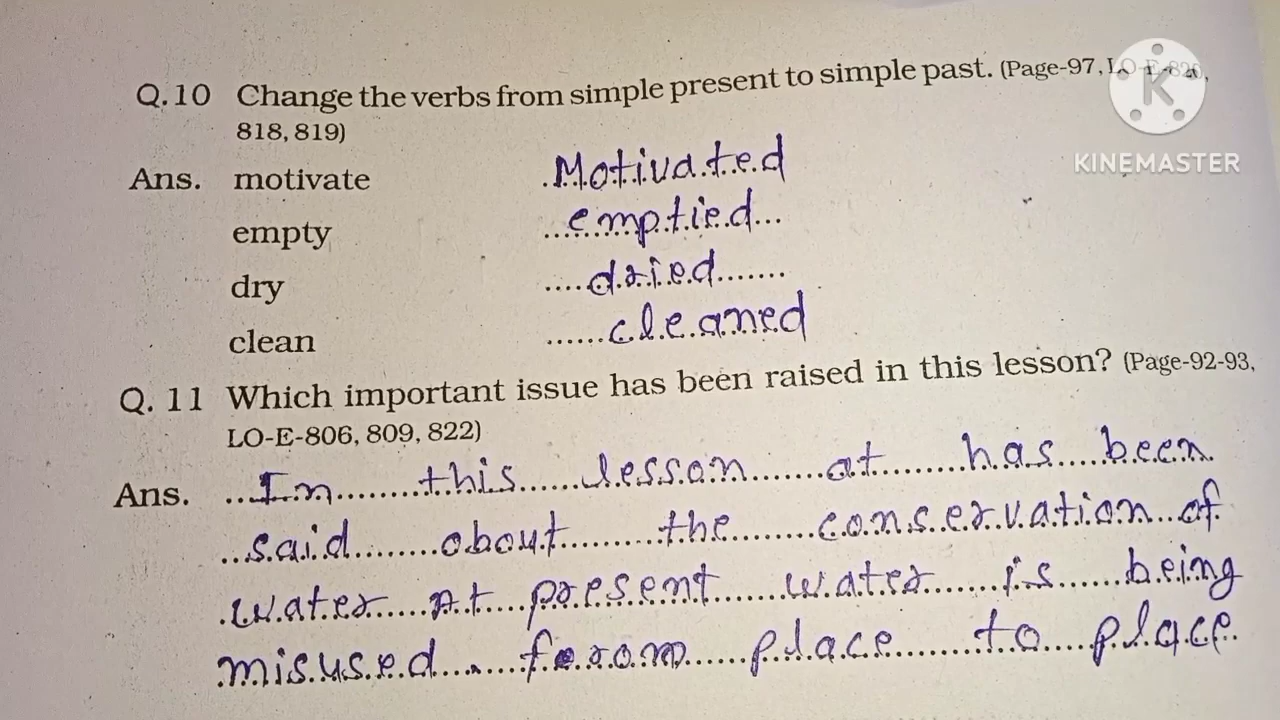 Q.10 Change the verbs from simple present to simple past. (Page-97, LO-E-820,
KINEMASTER
818, 819)
Ans. motivate Motivated
empty emptied
dry dried
clean cleaned
Q. 11 Which important issue has been raised in this lesson? (Page-92-93,
LO-E-806, 809, 822)
Ans. In this lesson at has been
said about the conservation of
water At present water is being
misused from place to place